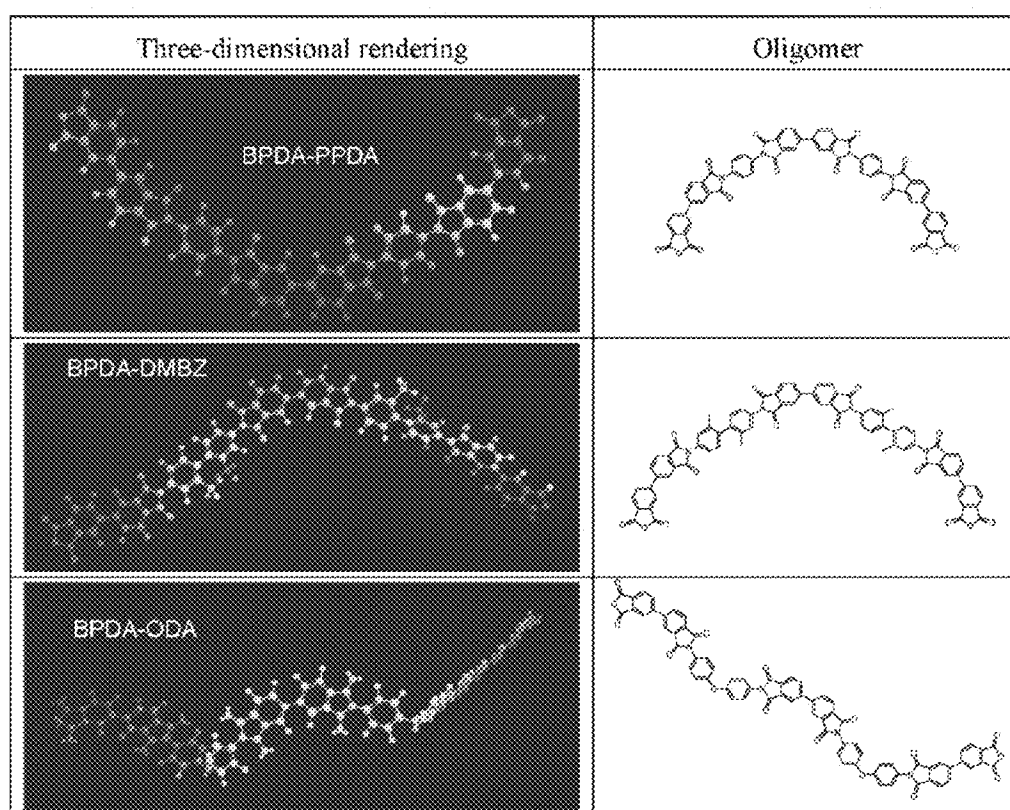 Three-dimensional rendering
Oligomer
BPDA-PPDA
BPDA-DMBZ
BPDA-ODA